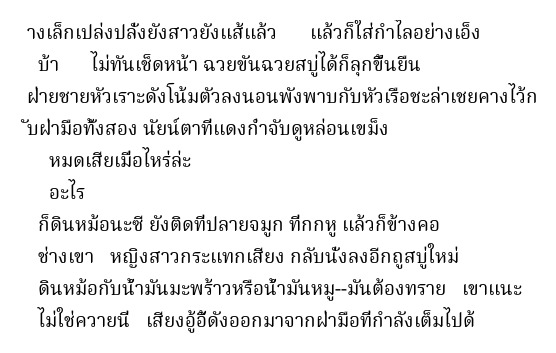 างเล็กเปล่งปลั่งยังสาวยังแส้แล้ว แล้วก็ใส่กำไลอย่างเอ็ง
บ้า ไม่ทันเช็ดหน้า ฉวยขันฉวยสบู่ได้ก็ลุกขึ้นยืน
ฝ่ายชายหัวเราะดังโน้มตัวลงนอนพังพาบกับหัวเรือชะล่าเชยคางไว้ก
ับฝ่ามือทั้งสอง นัยน์ตาที่แดงก่ำจับดูหล่อนเขม็ง
หมดเสียเมื่อไหร่ล่ะ
อะไร
ก็ดินหม้อนะซี ยังติดที่ปลายจมูก ที่กกหู แล้วก็ข้างคอ
ช่างเขา หญิงสาวกระแทกเสียง กลับนั่งลงอีกถูสบู่ใหม่
ดินหม้อกับน้ำมันมะพร้าวหรือน้ำมันหมู--มันต้องทราย เขาแนะ
ไม่ใช่ควายนี่ เสียงอู้อี้ดังออกมาจากฝ่ามือที่กำลังเต็มไปด้